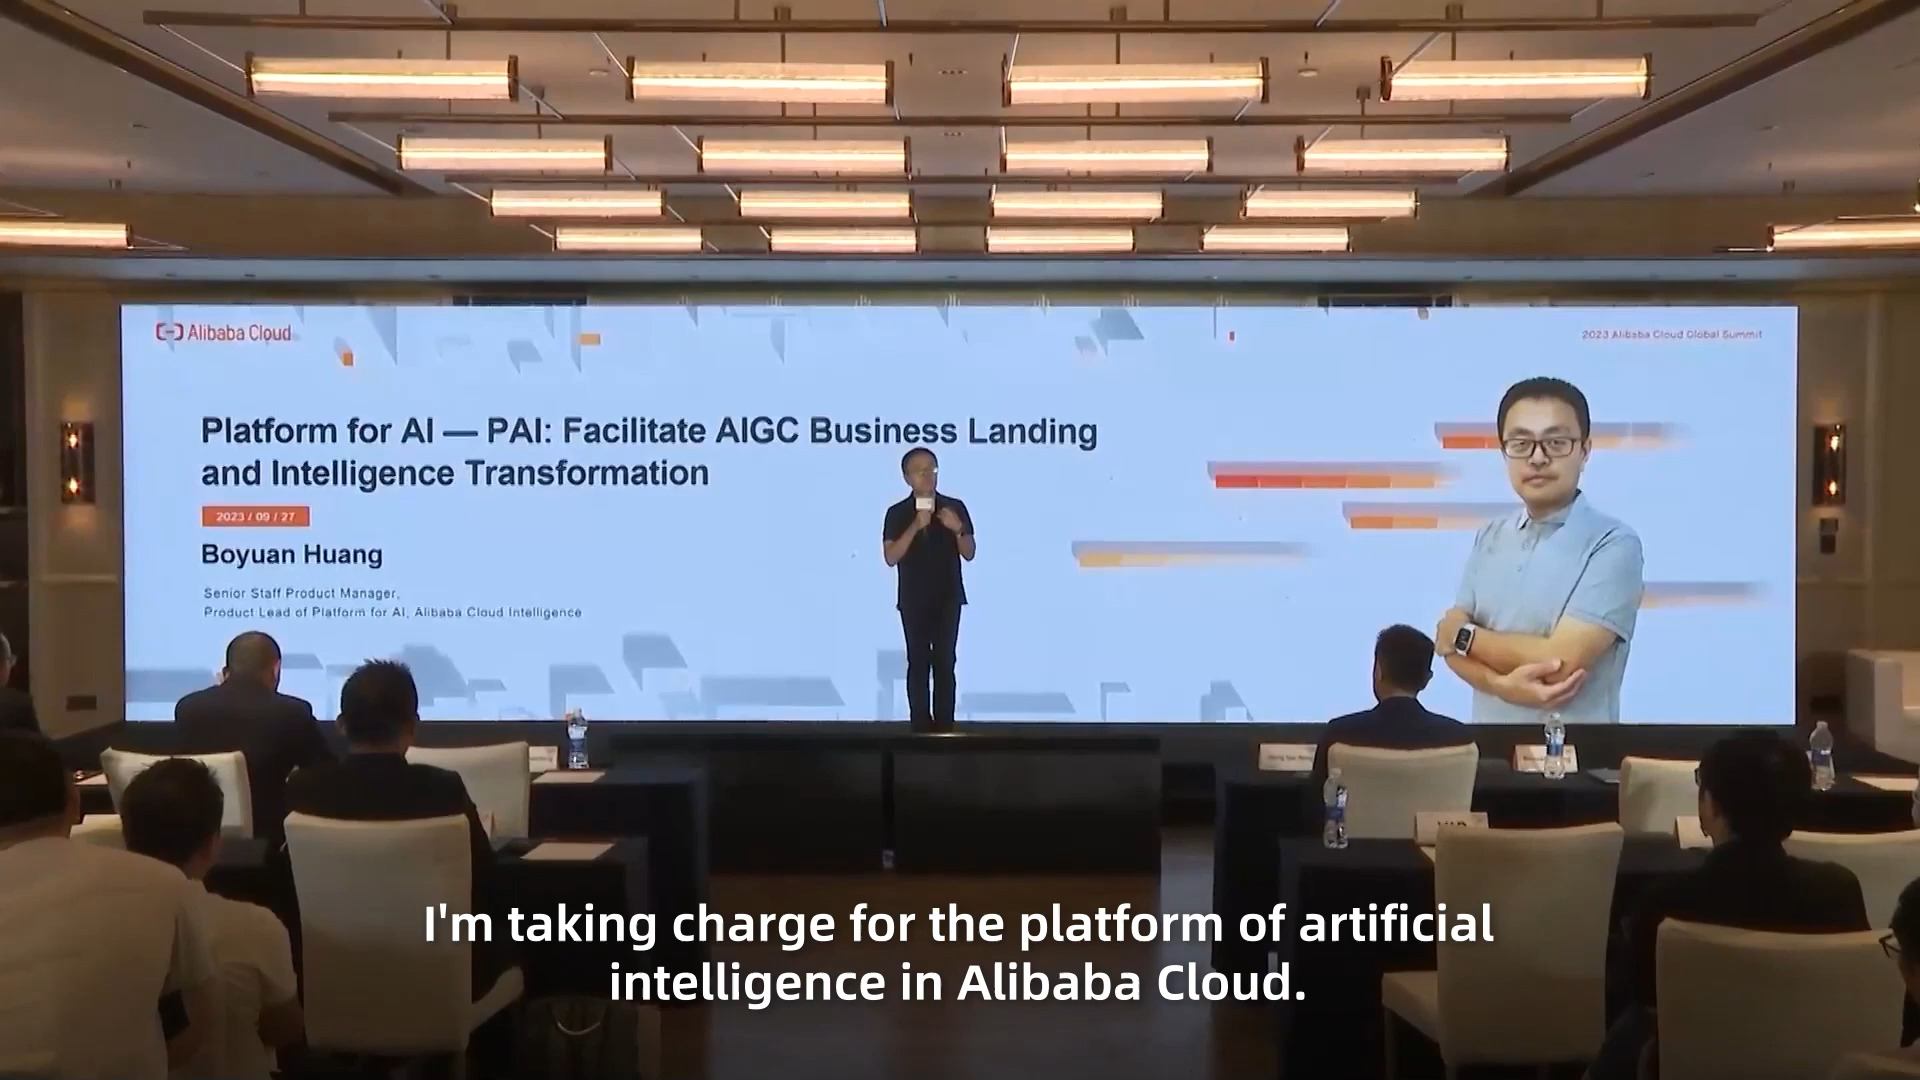 Alibaba Cloud
2023 Alibaba Cloud Global Summit
Platform for AI — PAI: Facilitate AIGC Business Landing
and Intelligence Transformation
2023 / 09 / 27
Boyuan Huang
Senior Staff Product Manager,
Product Lead of Platform for AI, Alibaba Cloud Intelligence
I'm taking charge for the platform of artificial
intelligence in Alibaba Cloud.